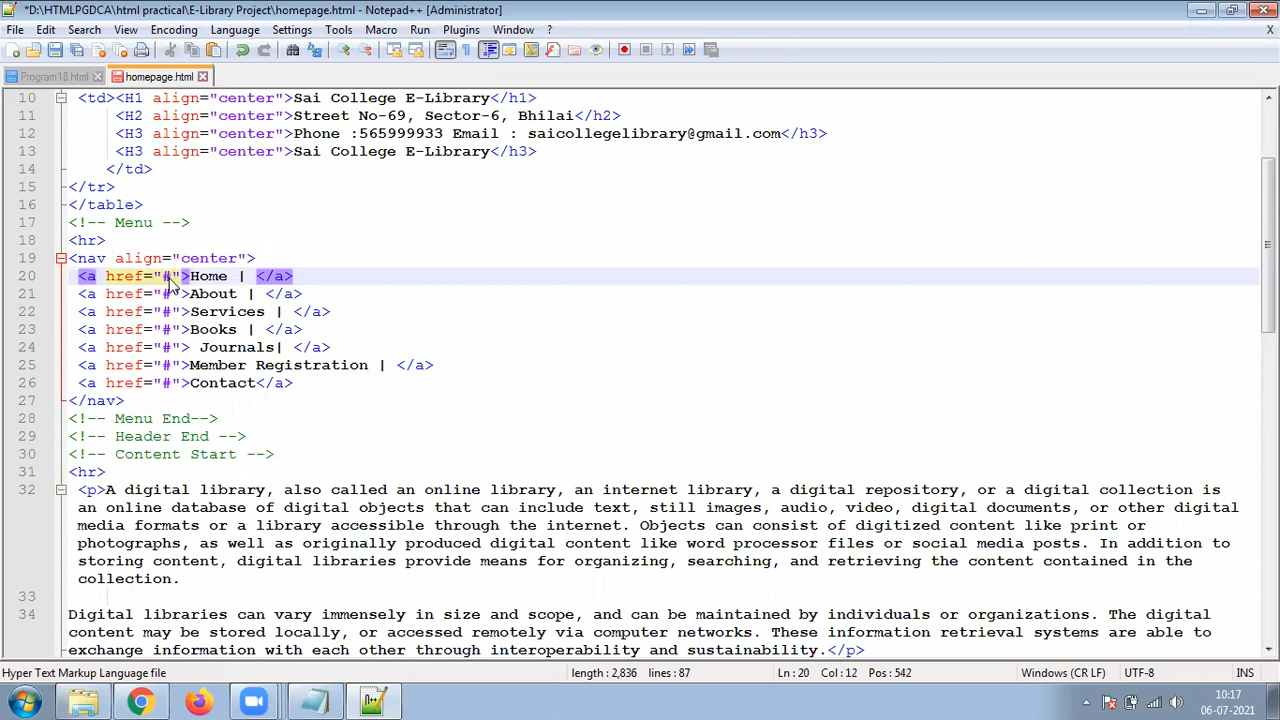 *D:\HTMLPGDCA\html practical\E-Library Project\homepage.html - Notepad++ [Administrator]
File Edit Search View Encoding Language Settings Tools Macro Run Plugins Window ? X
Program18.html homepage.html
10 <td><H1 align="center">Sai College E-Library</h1>
11 <H2 align="center">Street No-69, Sector-6, Bhilai</h2>
12 <H3 align="center">Phone :565999933 Email : saicollegelibrary@gmail.com</h3>
13 <H3 align="center">Sai College E-Library</h3>
14 </td>
15 </tr>
16 </table>
17 <!-- Menu -->
18 <hr>
19 <nav align="center">
20 <a href="#">Home | </a>
21 <a href="#">About | </a>
22 <a href="#">Services | </a>
23 <a href="#">Books | </a>
24 <a href="#"> Journals| </a>
25 <a href="#">Member Registration | </a>
26 <a href="#">Contact</a>
27 </nav>
28 <!-- Menu End-->
29 <!-- Header End -->
30 <!-- Content Start -->
31 <hr>
32 <p>A digital library, also called an online library, an internet library, a digital repository, or a digital collection is
an online database of digital objects that can include text, still images, audio, video, digital documents, or other digital
media formats or a library accessible through the internet. Objects can consist of digitized content like print or
photographs, as well as originally produced digital content like word processor files or social media posts. In addition to
storing content, digital libraries provide means for organizing, searching, and retrieving the content contained in the
collection.
33
34 Digital libraries can vary immensely in size and scope, and can be maintained by individuals or organizations. The digital
content may be stored locally, or accessed remotely via computer networks. These information retrieval systems are able to
exchange information with each other through interoperability and sustainability.</p>
Hyper Text Markup Language file length : 2,836 lines : 87 Ln : 20 Col : 12 Pos : 542 Windows (CR LF) UTF-8 INS
10:17
06-07-2021